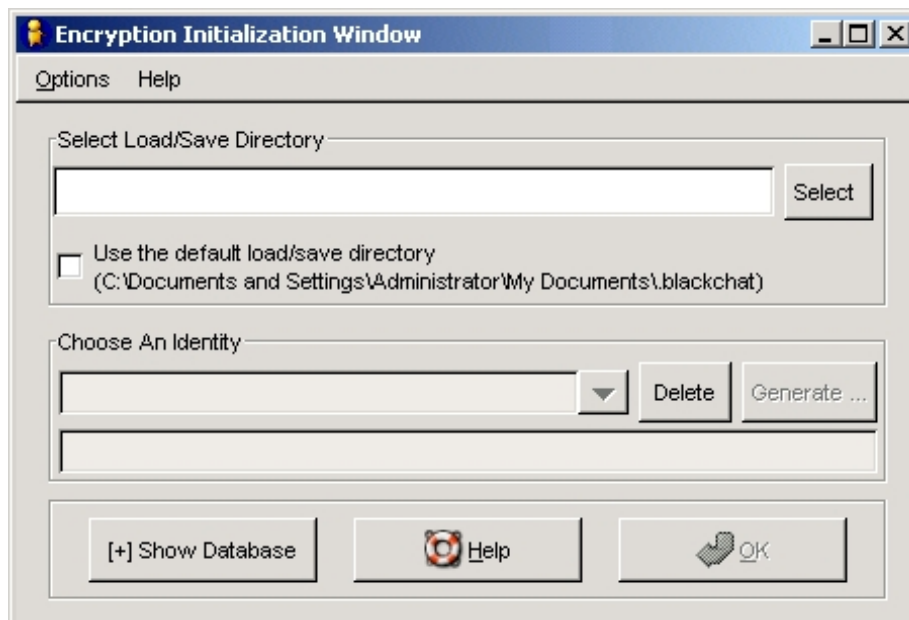 Encryption Initialization Window
Options Help
Select Load/Save Directory
Select
Use the default load/save directory
(C:\Documents and Settings\Administrator\My Documents\.blackchat)
Choose An Identity
Delete Generate ...
[+] Show Database Help OK